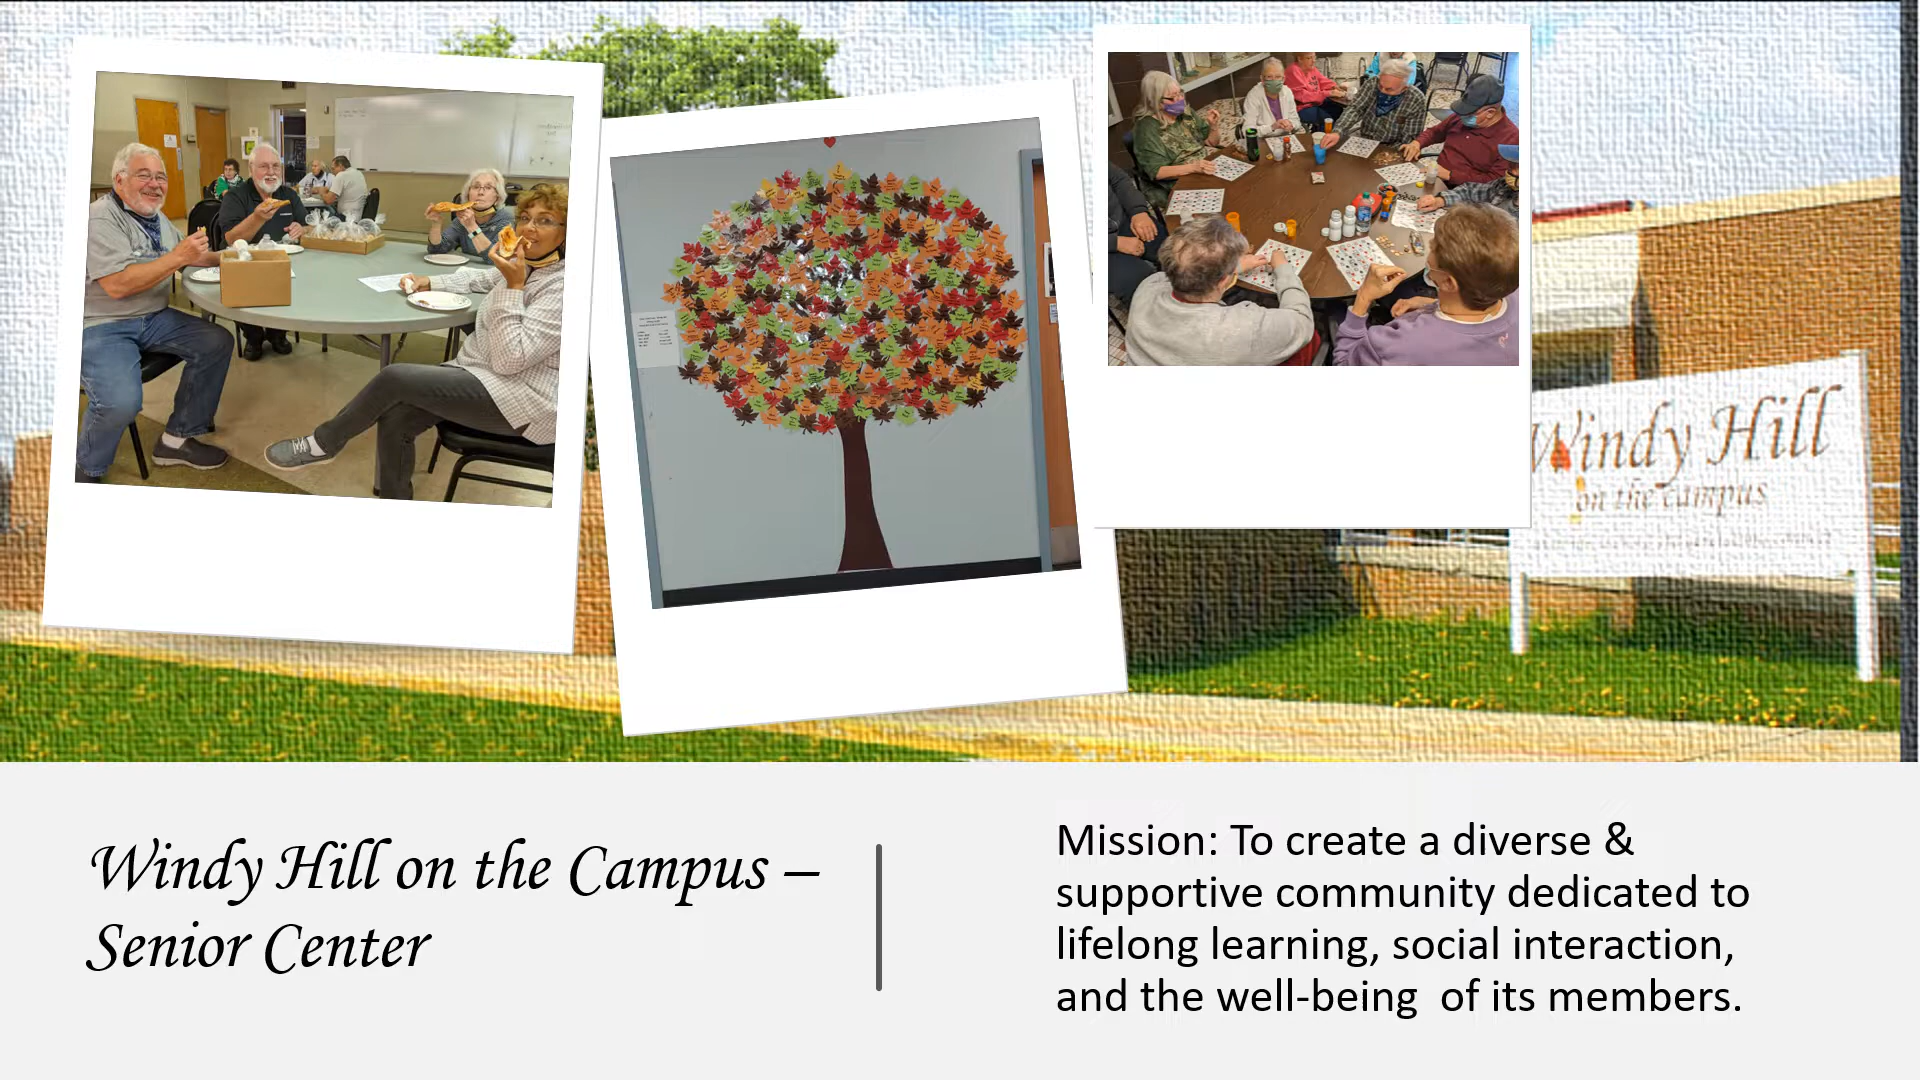 Windy Hill
on the campus
Windy Hill on the Campus –
Senior Center
Mission: To create a diverse &
supportive community dedicated to
lifelong learning, social interaction,
and the well-being  of its members.